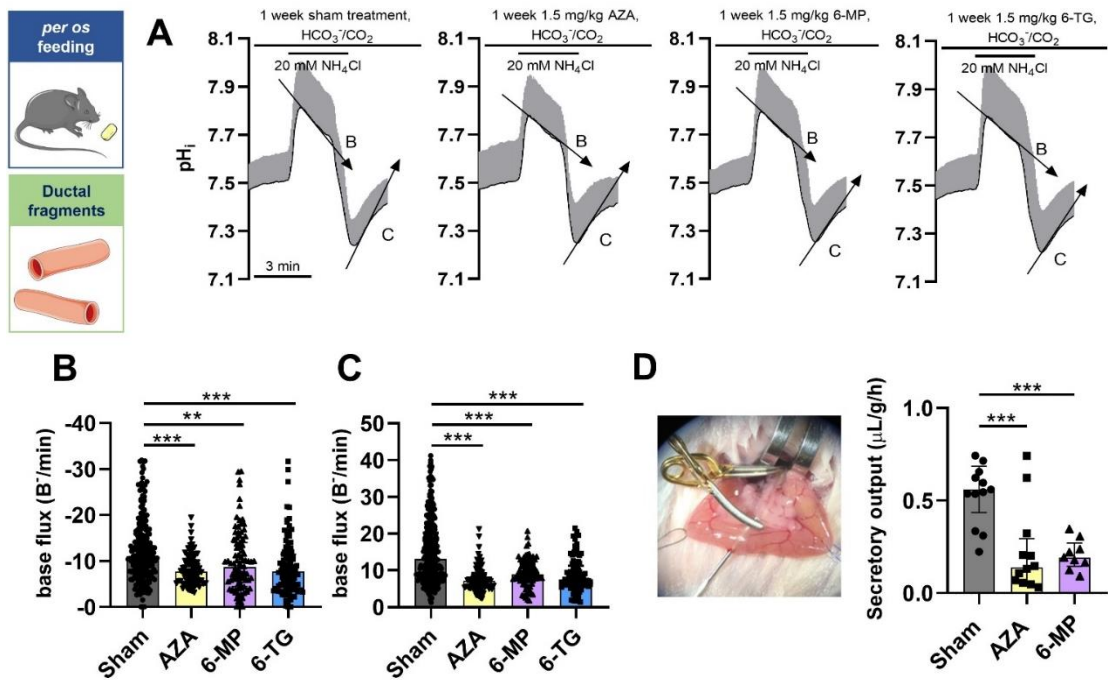 per os
feeding
Ductal
fragments
A
1 week sham treatment,
HCO₃⁻/CO₂
20 mM NH₄Cl
1 week 1.5 mg/kg AZA,
HCO₃⁻/CO₂
20 mM NH₄Cl
1 week 1.5 mg/kg 6-MP,
HCO₃⁻/CO₂
20 mM NH₄Cl
1 week 1.5 mg/kg 6-TG,
HCO₃⁻/CO₂
20 mM NH₄Cl
pHᵢ
8.1
7.9
7.7
7.5
7.3
7.1
B
C
3 min
8.1
7.9
7.7
7.5
7.3
7.1
B
C
8.1
7.9
7.7
7.5
7.3
7.1
B
C
8.1
7.9
7.7
7.5
7.3
7.1
B
C
B
base flux (B⁻/min)
-40
-30
-20
-10
-0
***
**
***
Sham
AZA
6-MP
6-TG
C
base flux (B⁻/min)
50
40
30
20
10
0
***
***
***
Sham
AZA
6-MP
6-TG
D
Secretory output (µL/g/h)
1.0
0.5
0.0
***
***
Sham
AZA
6-MP